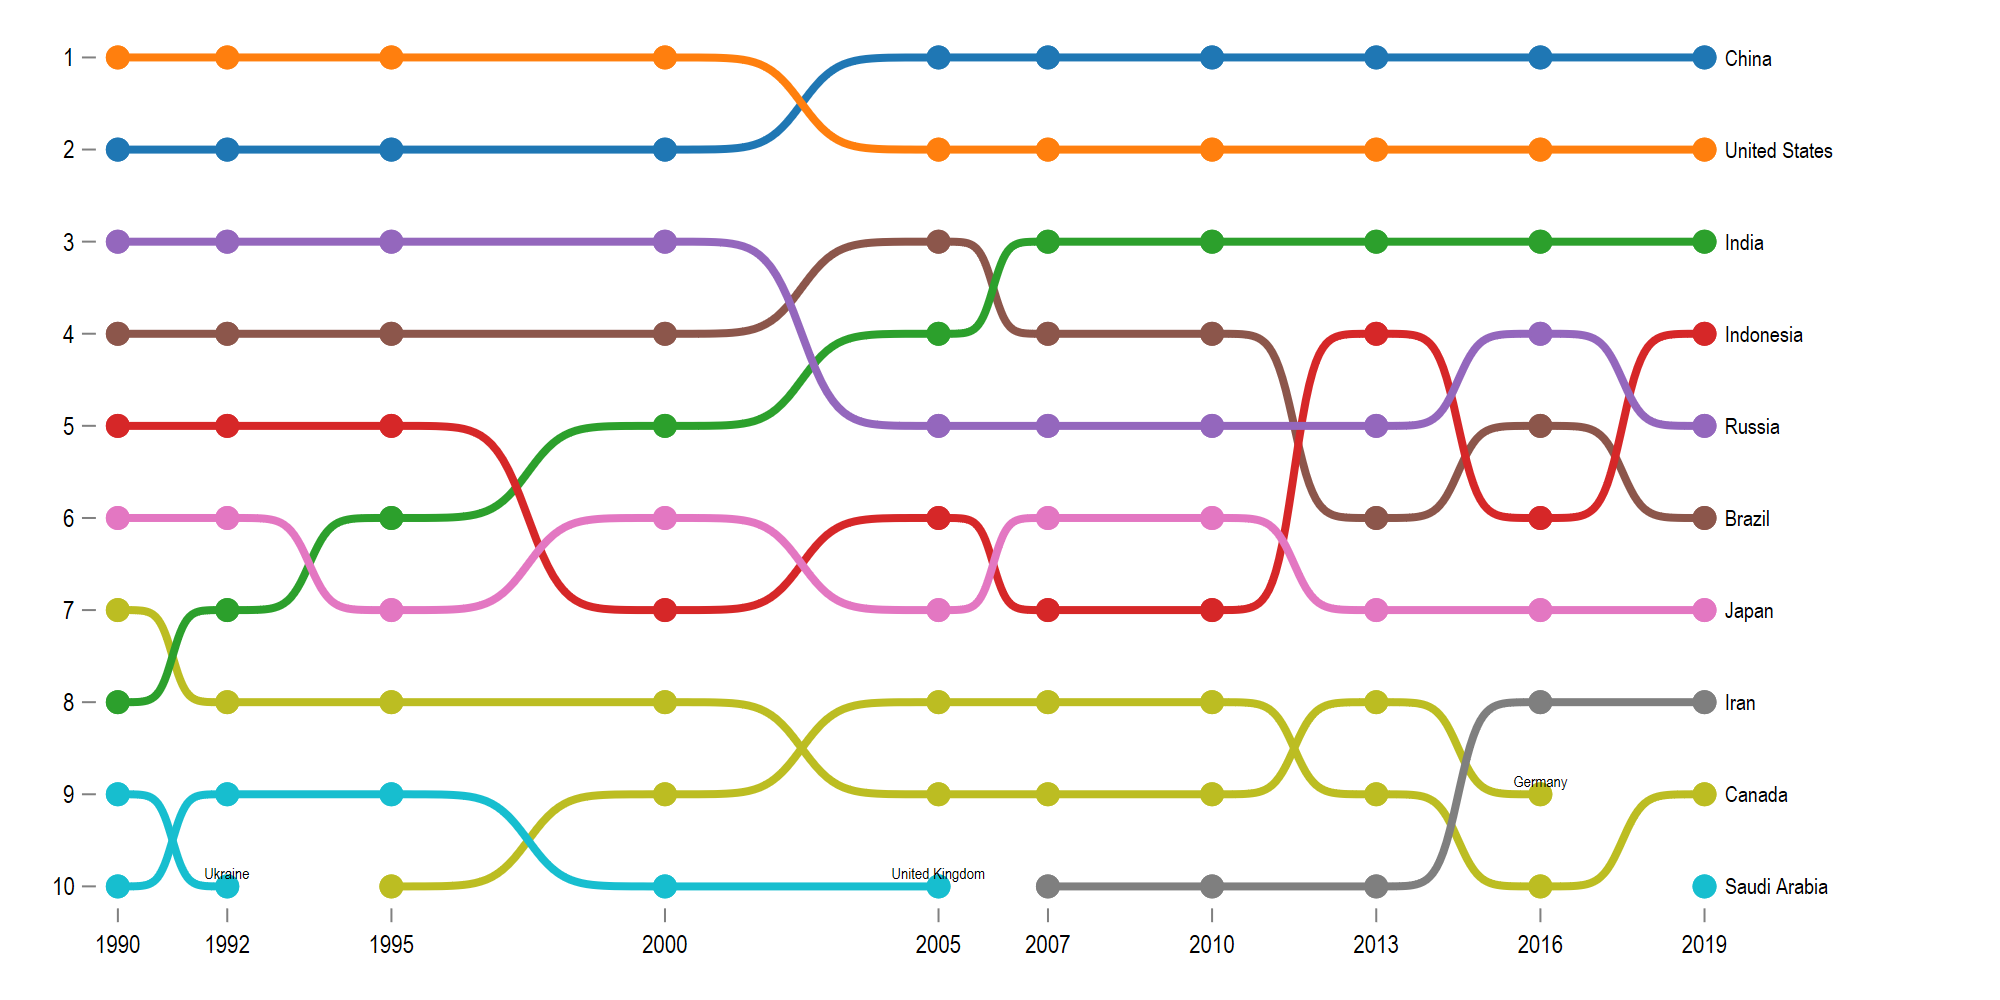 1
China
2
United States
3
India
4
Indonesia
5
Russia
6
Brazil
7
Japan
8
Iran
Germany
9
Canada
Ukraine
United Kingdom
10
Saudi Arabia
1990 1992 1995 2000 2005 2007 2010 2013 2016 2019